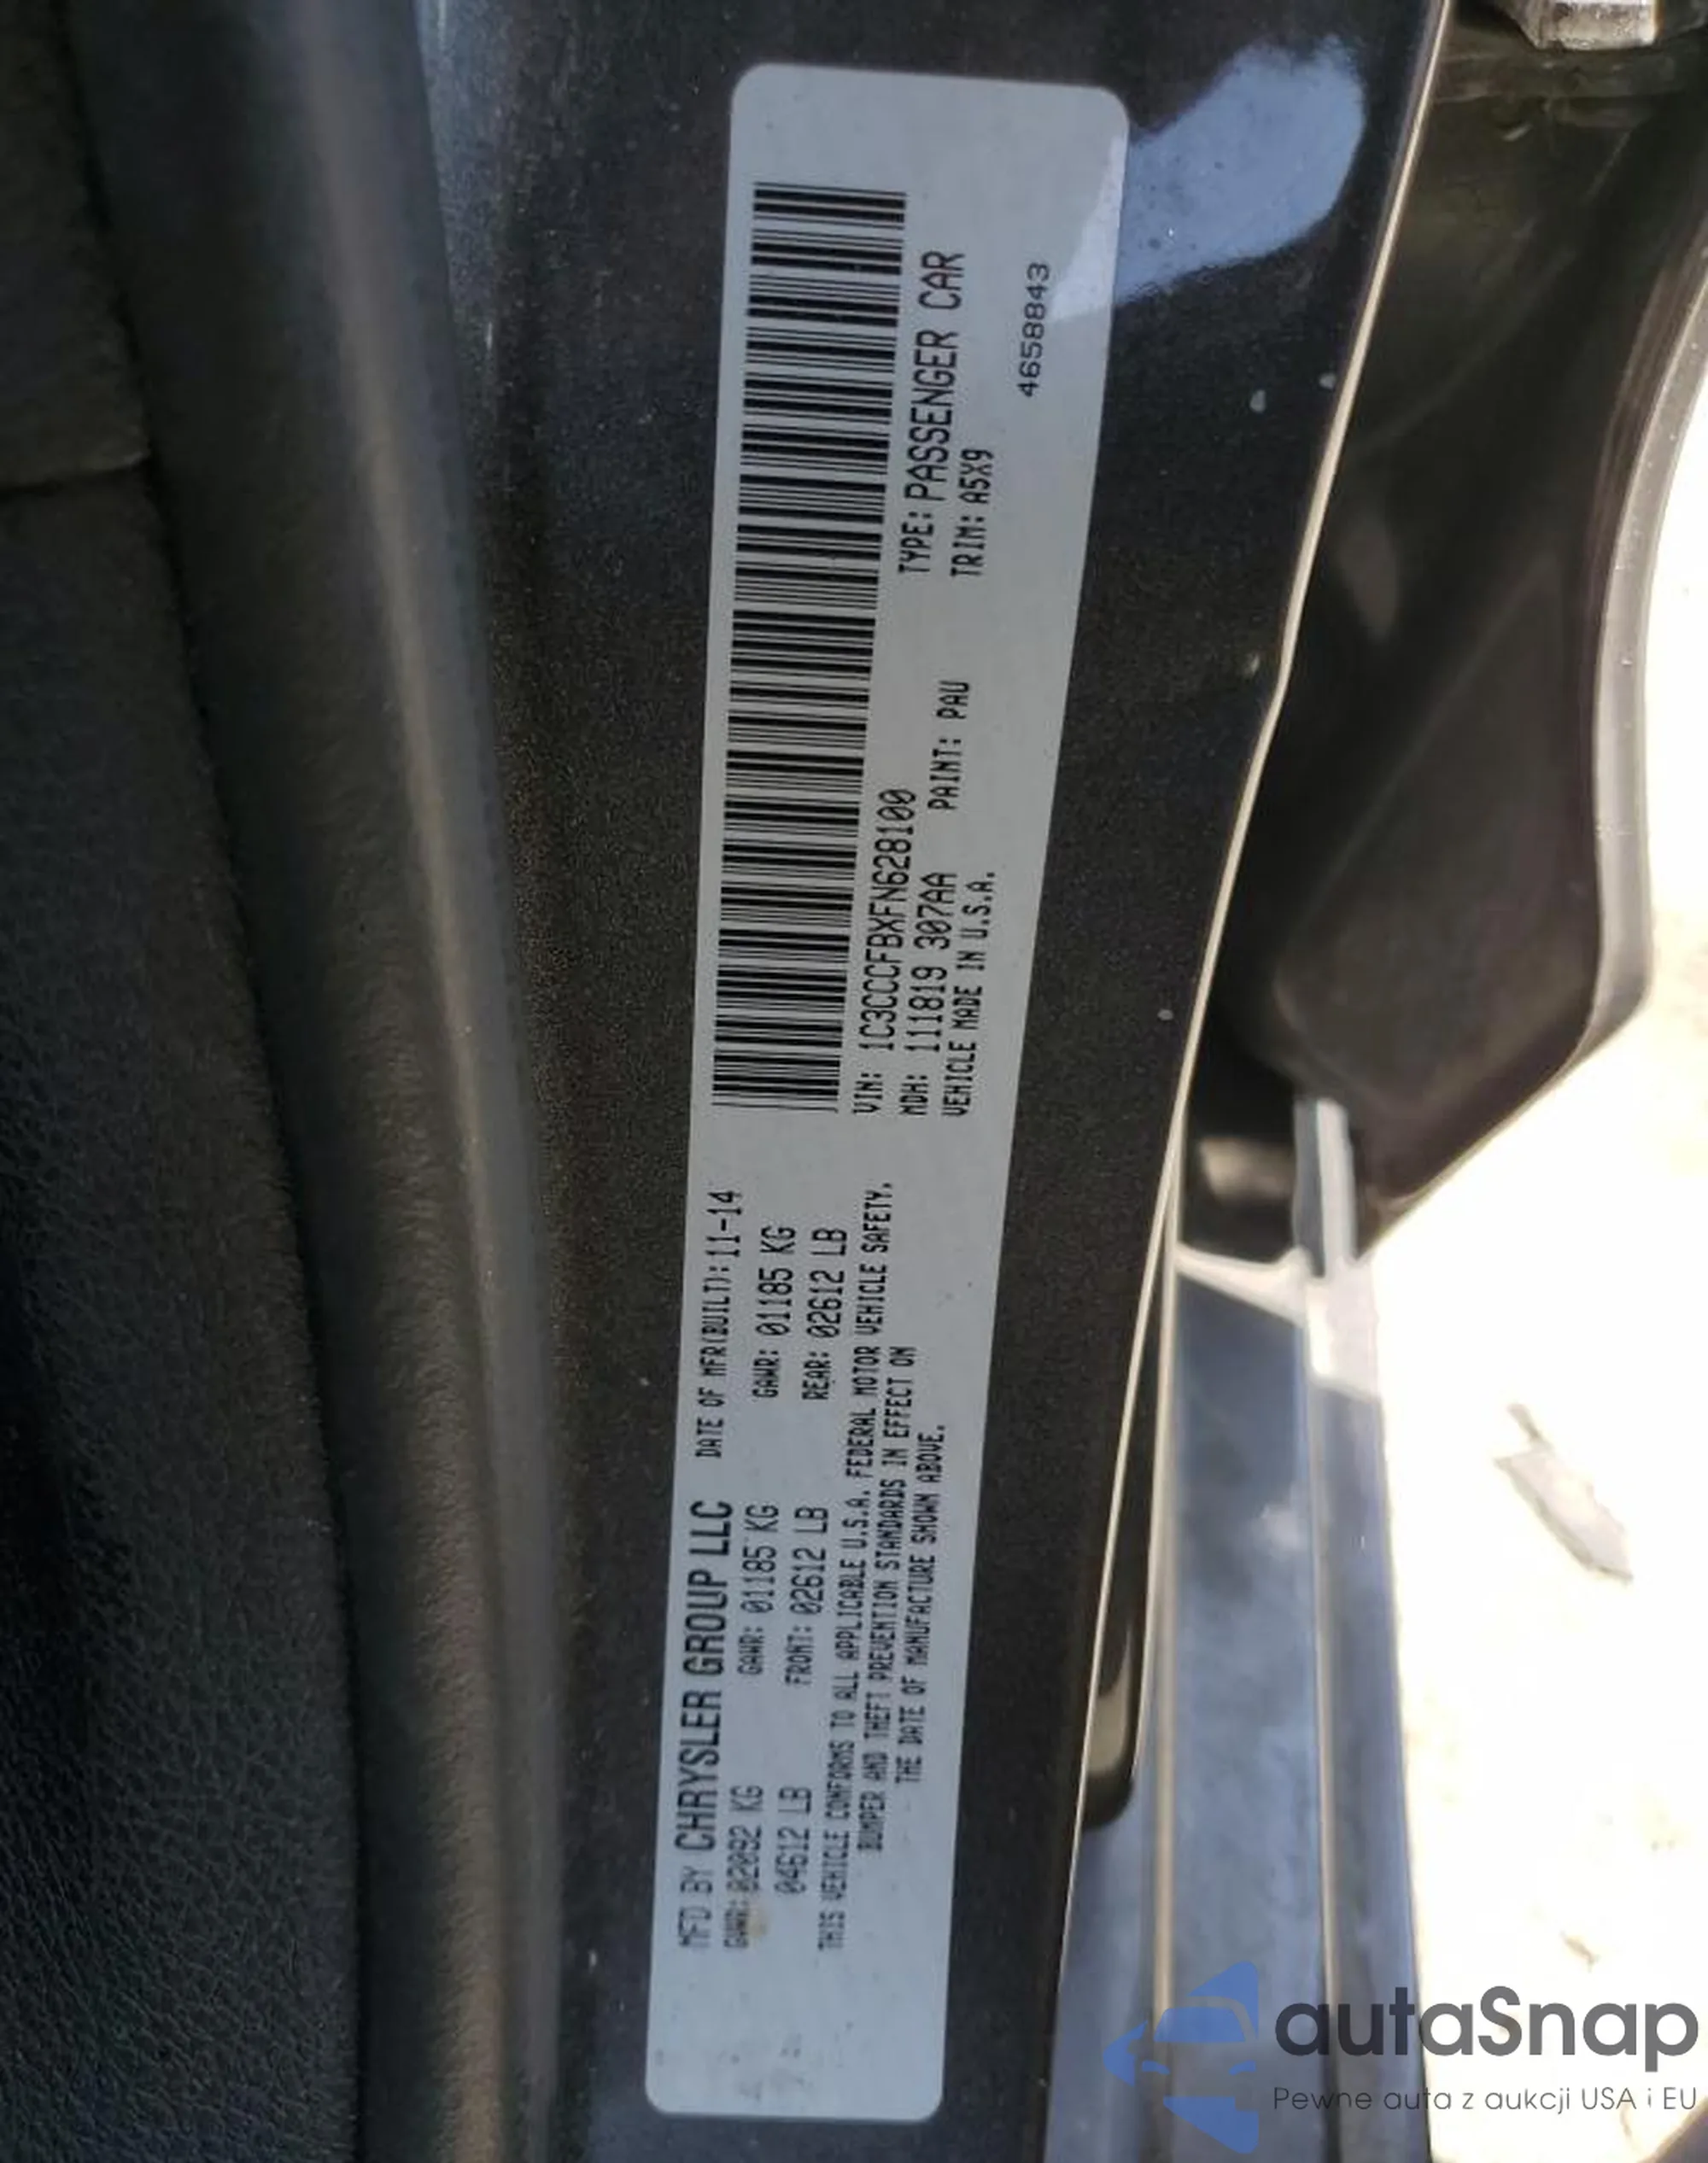 MFD BY CHRYSLER GROUP LLC DATE OF MFR(BUILT):11-14
GVWR:02092 KG GAWR: 01185 KG GAWR: 01185 KG
04612 LB FRONT: 02612 LB REAR: 02612 LB
THIS VEHICLE CONFORMS TO ALL APPLICABLE U.S.A. FEDERAL MOTOR VEHICLE SAFETY,
BUMPER AND THEFT PREVENTION STANDARDS IN EFFECT ON
THE DATE OF MANUFACTURE SHOWN ABOVE.
VIN: 1C3CCCFBXFN628100 TYPE: PASSENGER CAR
MDH: 111819 307AA PAINT: PAU TRIM: A5X9
VEHICLE MADE IN U.S.A.
4658843
autaSnap
Pewne auta z aukcji USA i EU